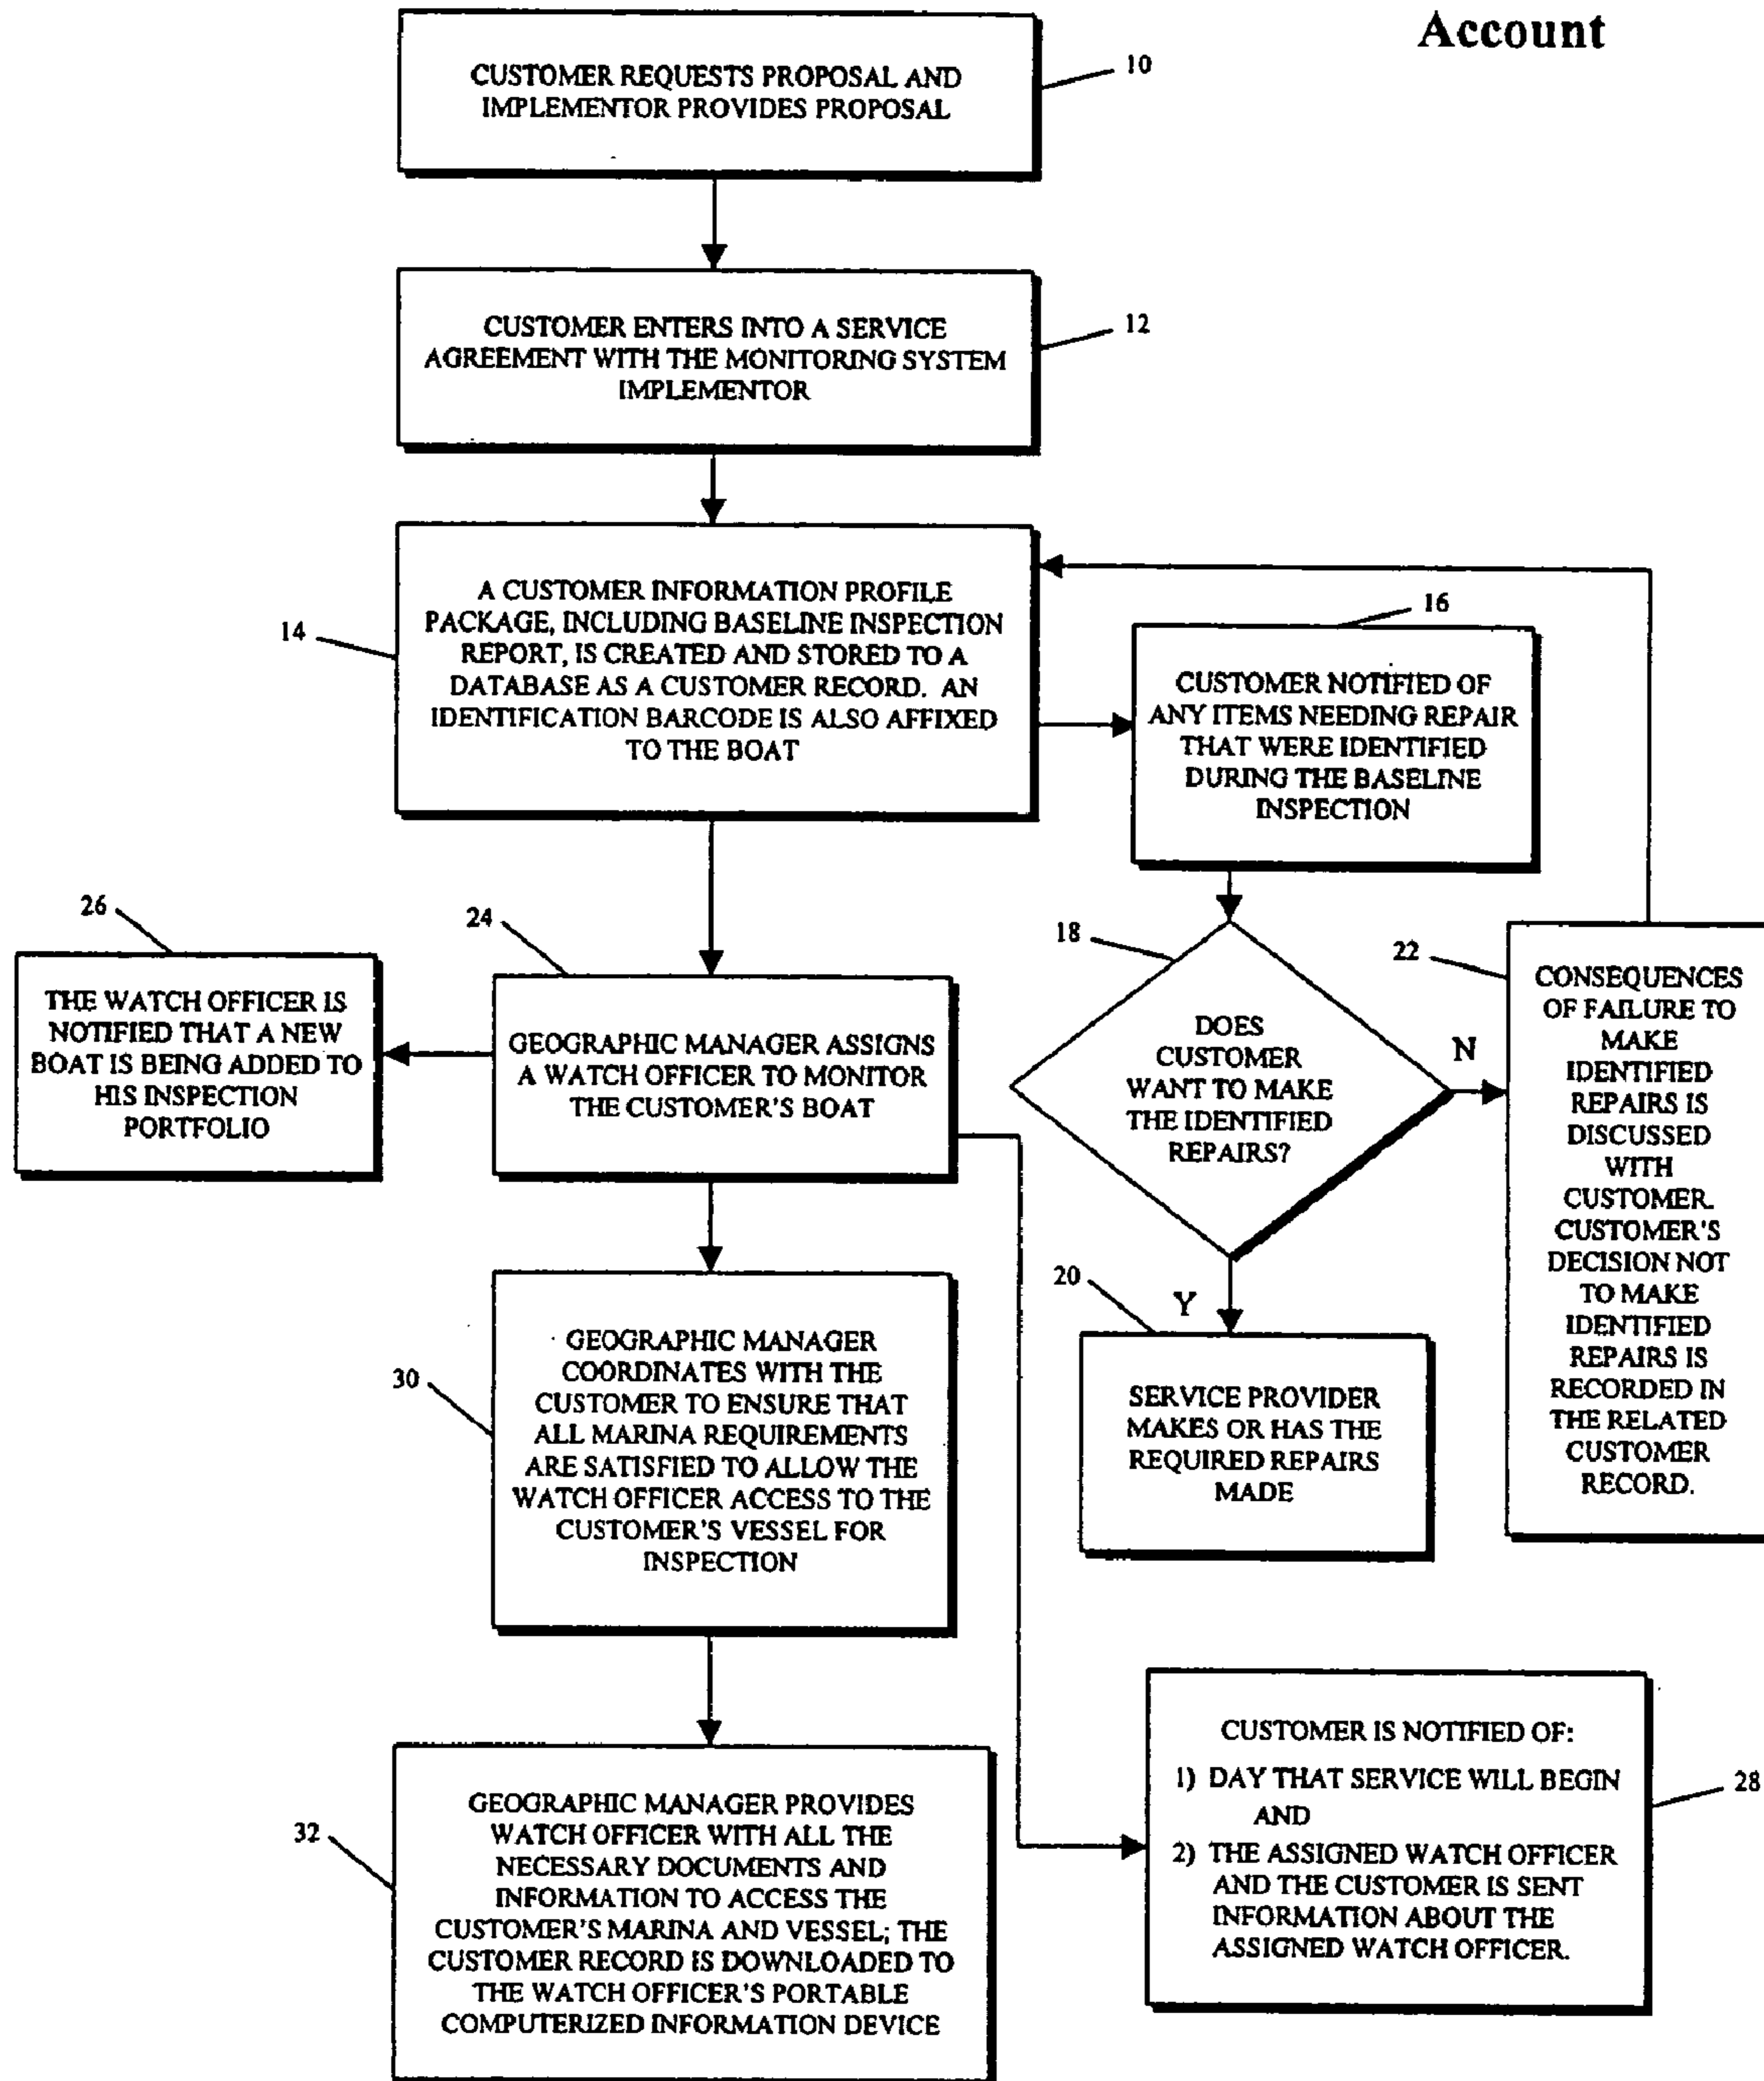 Account
CUSTOMER REQUESTS PROPOSAL AND
IMPLEMENTOR PROVIDES PROPOSAL
10
CUSTOMER ENTERS INTO A SERVICE
AGREEMENT WITH THE MONITORING SYSTEM
IMPLEMENTOR
12
A CUSTOMER INFORMATION PROFILE
PACKAGE, INCLUDING BASELINE INSPECTION
REPORT, IS CREATED AND STORED TO A
DATABASE AS A CUSTOMER RECORD. AN
IDENTIFICATION BARCODE IS ALSO AFFIXED
TO THE BOAT
14
16
CUSTOMER NOTIFIED OF
ANY ITEMS NEEDING REPAIR
THAT WERE IDENTIFIED
DURING THE BASELINE
INSPECTION
26
THE WATCH OFFICER IS
NOTIFIED THAT A NEW
BOAT IS BEING ADDED TO
HIS INSPECTION
PORTFOLIO
24
GEOGRAPHIC MANAGER ASSIGNS
A WATCH OFFICER TO MONITOR
THE CUSTOMER'S BOAT
18
DOES
CUSTOMER
WANT TO MAKE
THE IDENTIFIED
REPAIRS?
N
Y
22
CONSEQUENCES
OF FAILURE TO
MAKE
IDENTIFIED
REPAIRS IS
DISCUSSED
WITH
CUSTOMER.
CUSTOMER'S
DECISION NOT
TO MAKE
IDENTIFIED
REPAIRS IS
RECORDED IN
THE RELATED
CUSTOMER
RECORD.
20
SERVICE PROVIDER
MAKES OR HAS THE
REQUIRED REPAIRS
MADE
30
GEOGRAPHIC MANAGER
COORDINATES WITH THE
CUSTOMER TO ENSURE THAT
ALL MARINA REQUIREMENTS
ARE SATISFIED TO ALLOW THE
WATCH OFFICER ACCESS TO THE
CUSTOMER'S VESSEL FOR
INSPECTION
32
GEOGRAPHIC MANAGER PROVIDES
WATCH OFFICER WITH ALL THE
NECESSARY DOCUMENTS AND
INFORMATION TO ACCESS THE
CUSTOMER'S MARINA AND VESSEL; THE
CUSTOMER RECORD IS DOWNLOADED TO
THE WATCH OFFICER'S PORTABLE
COMPUTERIZED INFORMATION DEVICE
CUSTOMER IS NOTIFIED OF:
1) DAY THAT SERVICE WILL BEGIN
AND
2) THE ASSIGNED WATCH OFFICER
AND THE CUSTOMER IS SENT
INFORMATION ABOUT THE
ASSIGNED WATCH OFFICER.
28